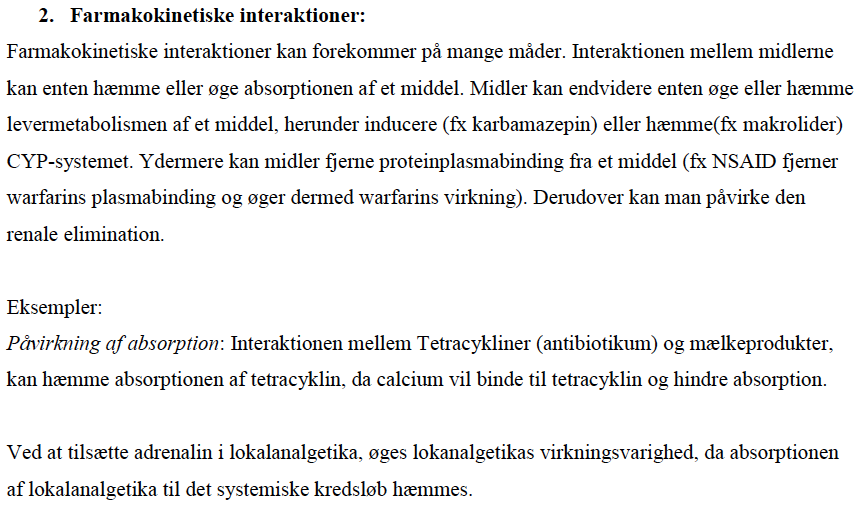 2. Farmakokinetiske interaktioner:
Farmakokinetiske interaktioner kan forekommer på mange måder. Interaktionen mellem midlerne
kan enten hæmme eller øge absorptionen af et middel. Midler kan endvidere enten øge eller hæmme
levermetabolismen af et middel, herunder inducere (fx karbamazepin) eller hæmme(fx makrolider)
CYP-systemet. Ydermere kan midler fjerne proteinplasmabinding fra et middel (fx NSAID fjerner
warfarins plasmabinding og øger dermed warfarins virkning). Derudover kan man påvirke den
renale elimination.
Eksempler:
Påvirkning af absorption: Interaktionen mellem Tetracykliner (antibiotikum) og mælkeprodukter,
kan hæmme absorptionen af tetracyklin, da calcium vil binde til tetracyklin og hindre absorption.
Ved at tilsætte adrenalin i lokalanalgetika, øges lokanalgetikas virkningsvarighed, da absorptionen
af lokalanalgetika til det systemiske kredsløb hæmmes.